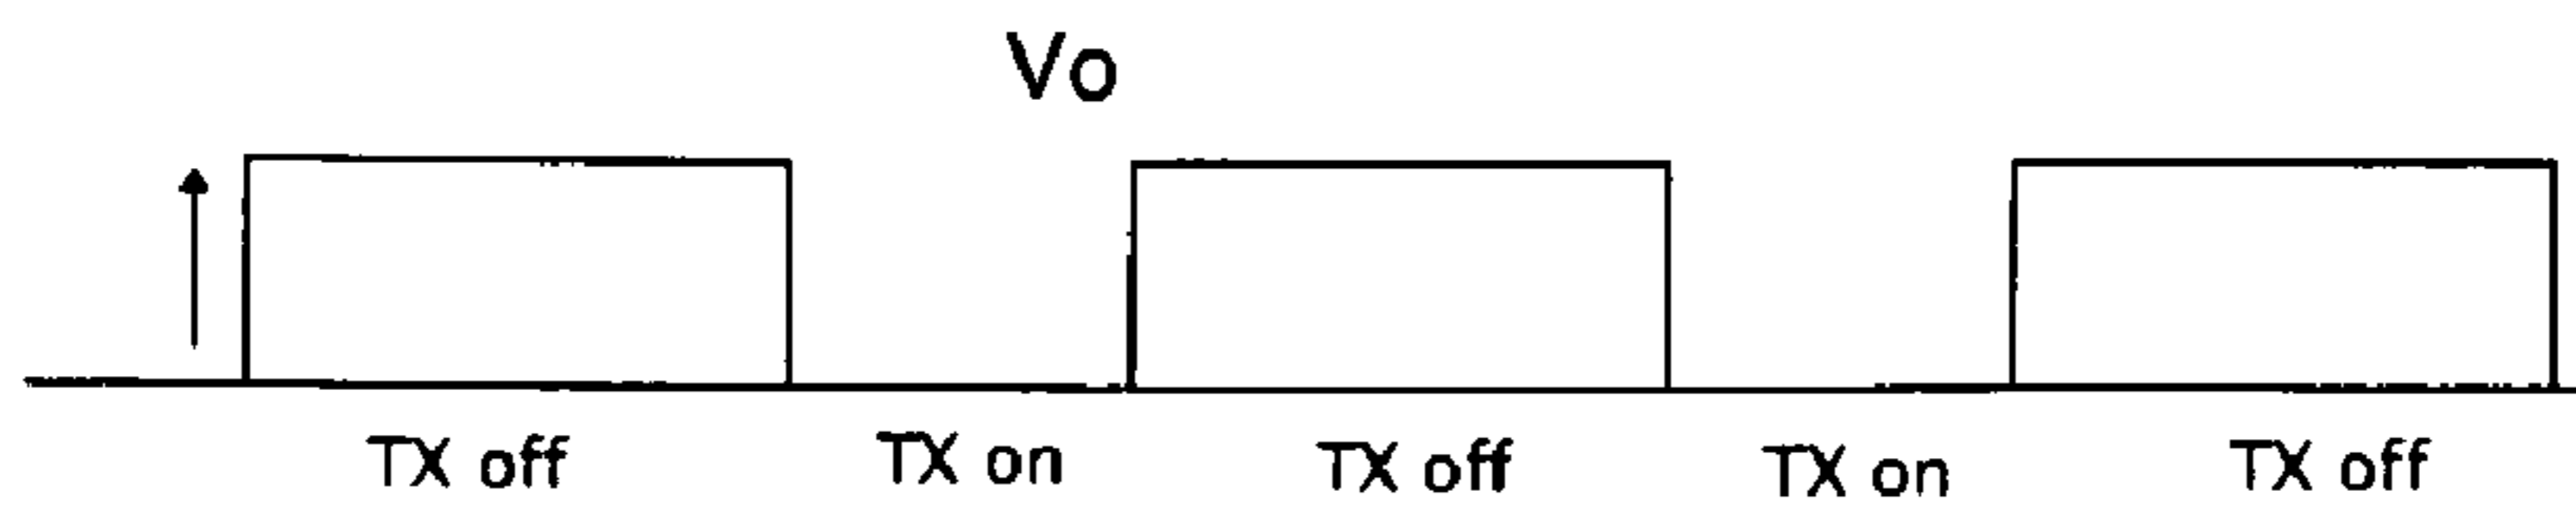 Vo
TX off TX on TX off TX on TX off